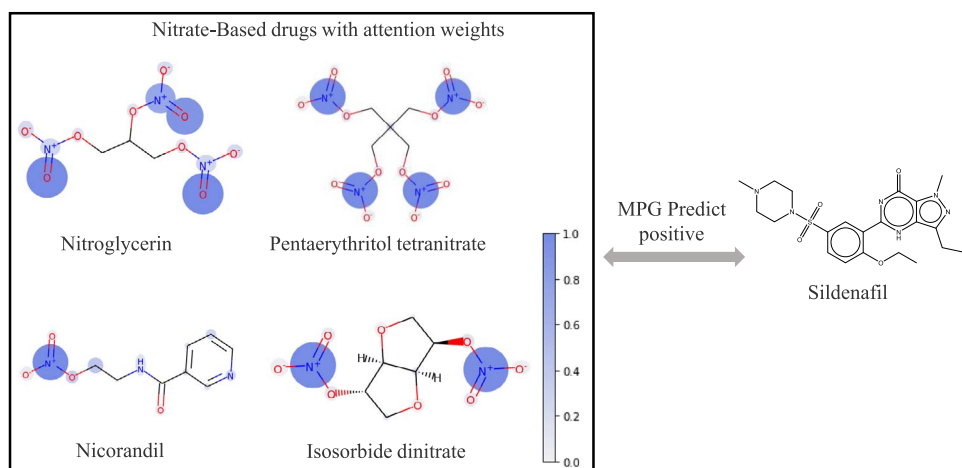 Nitrate-Based drugs with attention weights
O-
N+
O
O
O
N+
O-
O
O
N+
O-
O
Nitroglycerin
O
N+
O-
O
O
N+
O-
O
O
N+
O-
O
O
N+
O-
O
Pentaerythritol tetranitrate
1.0
0.8
0.6
0.4
0.2
0.0
O
N+
O-
O
H
N
O
N
Nicorandil
O
N+
O-
O
O
H
H
O
O
N+
O-
O
Isosorbide dinitrate
MPG Predict
positive
N
N
S
O
O
O
N
N
H
N
N
O
Sildenafil